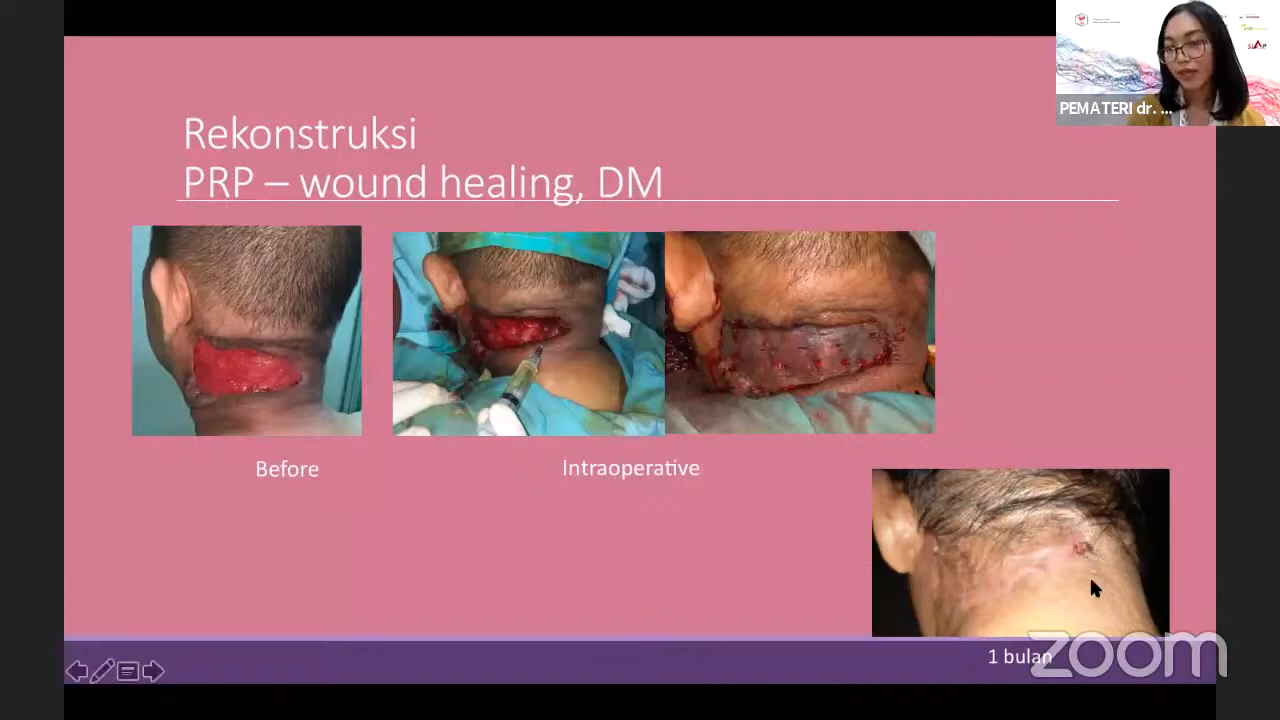 PEMATERI dr. ...
Rekonstruksi
PRP – wound healing, DM
Before
Intraoperative
1 bulan
zoom